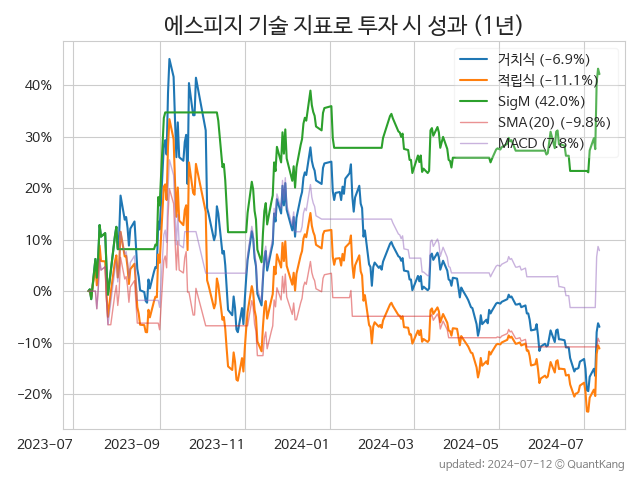 에스피지 기술 지표로 투자 시 성과 (1년)
거치식 (−6.9%)
적립식 (−11.1%)
SigM (42.0%)
SMA(20) (−9.8%)
MACD (7.8%)
40%
30%
20%
10%
0%
−10%
−20%
2023-07 2023-09 2023-11 2024-01 2024-03 2024-05 2024-07
updated: 2024-07-12 © QuantKang